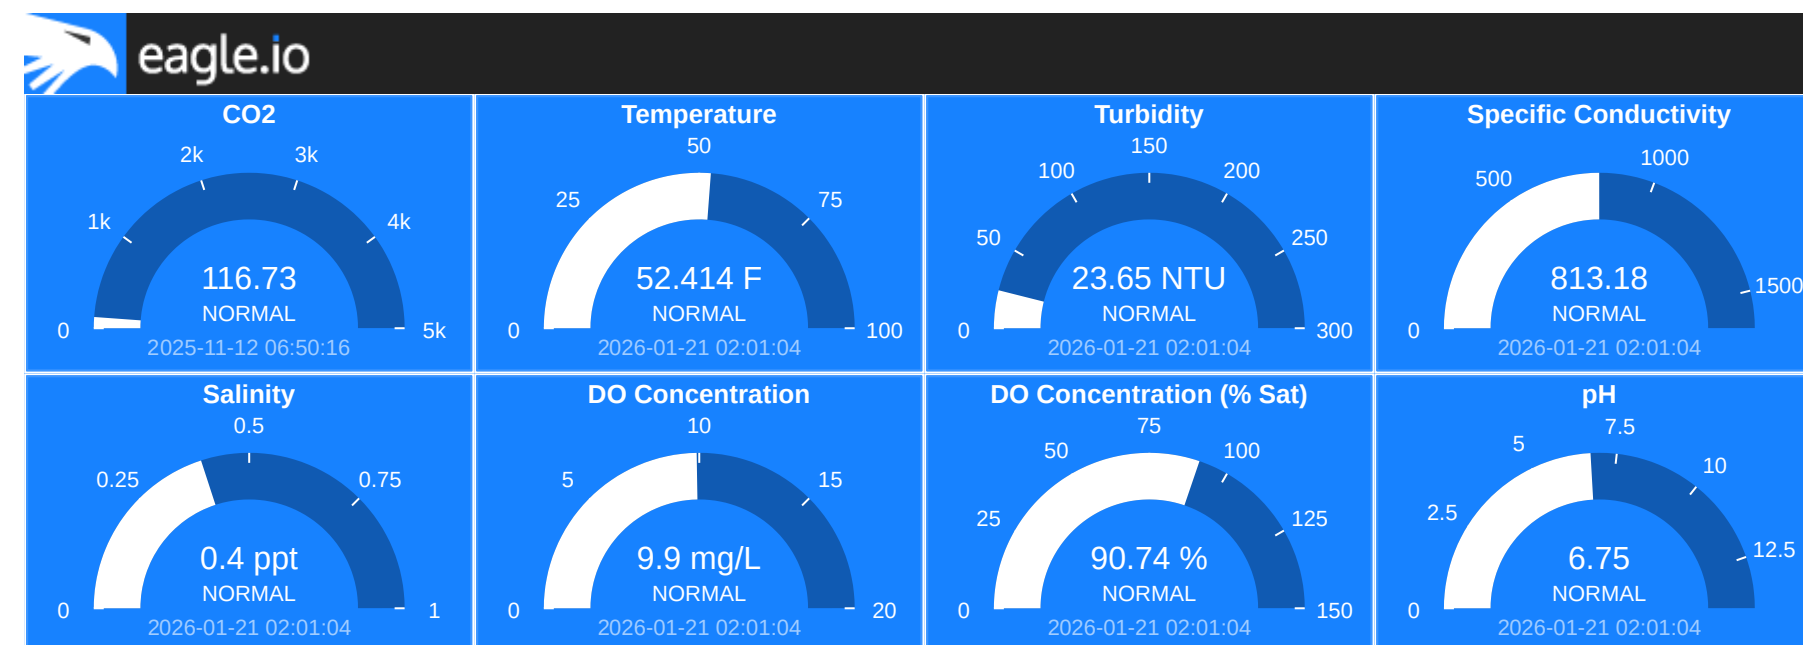 eagle.io
CO2
0
1k
2k
3k
4k
5k
116.73
NORMAL
2025-11-12 06:50:16
Temperature
0
25
50
75
100
52.414 F
NORMAL
2026-01-21 02:01:04
Turbidity
0
50
100
150
200
250
300
23.65 NTU
NORMAL
2026-01-21 02:01:04
Specific Conductivity
0
500
1000
1500
813.18
NORMAL
2026-01-21 02:01:04
Salinity
0
0.25
0.5
0.75
1
0.4 ppt
NORMAL
2026-01-21 02:01:04
DO Concentration
0
5
10
15
20
9.9 mg/L
NORMAL
2026-01-21 02:01:04
DO Concentration (% Sat)
0
25
50
75
100
125
150
90.74 %
NORMAL
2026-01-21 02:01:04
pH
0
2.5
5
7.5
10
12.5
6.75
NORMAL
2026-01-21 02:01:04